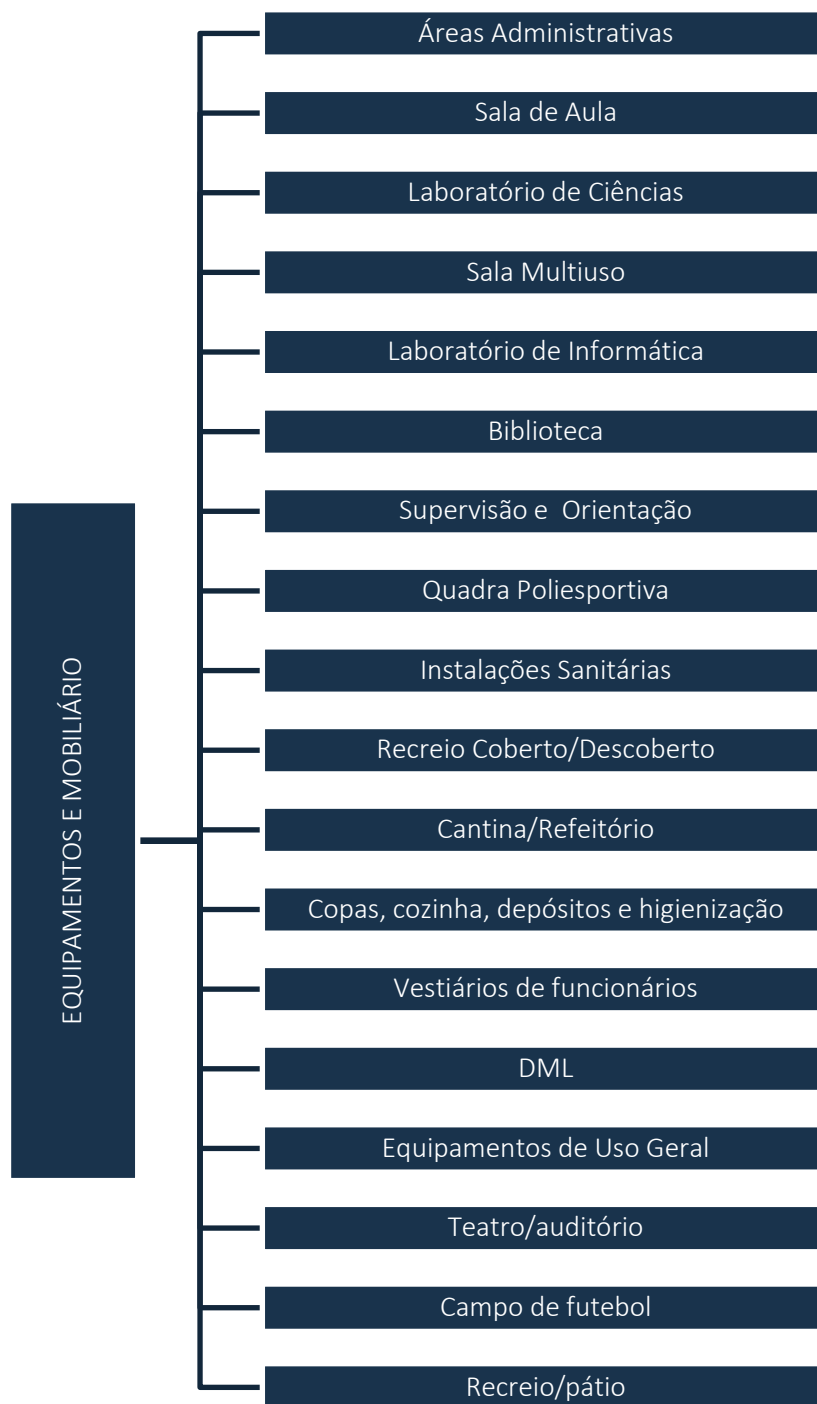 Áreas Administrativas
Sala de Aula
Laboratório de Ciências
Sala Multiuso
Laboratório de Informática
Biblioteca
Supervisão e  Orientação
Quadra Poliesportiva
Instalações Sanitárias
Recreio Coberto/Descoberto
Cantina/Refeitório
Copas, cozinha, depósitos e higienização
Vestiários de funcionários
DML
Equipamentos de Uso Geral
Teatro/auditório
Campo de futebol
Recreio/pátio
EQUIPAMENTOS E MOBILIÁRIO